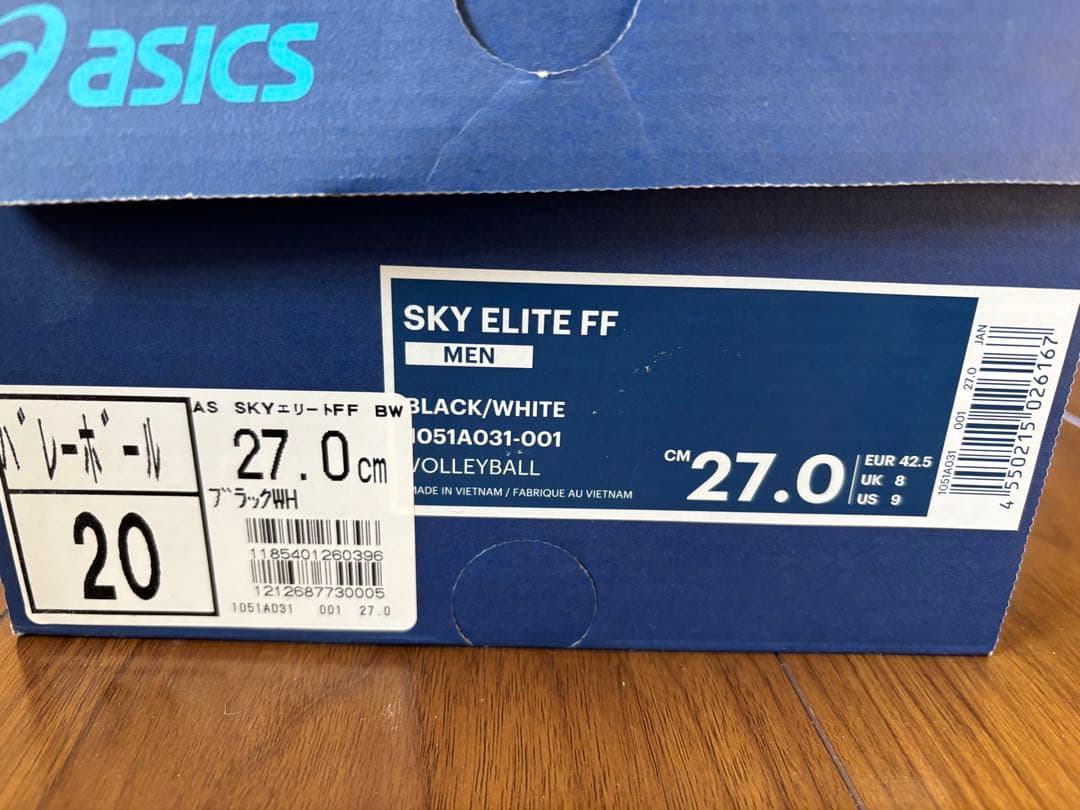 asics
SKY ELITE FF
MEN
BLACK/WHITE
1051A031-001
VOLLEYBALL
MADE IN VIETNAM / FABRIQUE AU VIETNAM
CM 27.0
EUR 42.5
UK 8
US 9
1051A031 001 27.0 JAN
4 550215 026167
バレーボール
20
AS SKYエリートFF BW
27.0cm
ブラックWH
1185401260396
1212687730005
1051A031 001 27.0